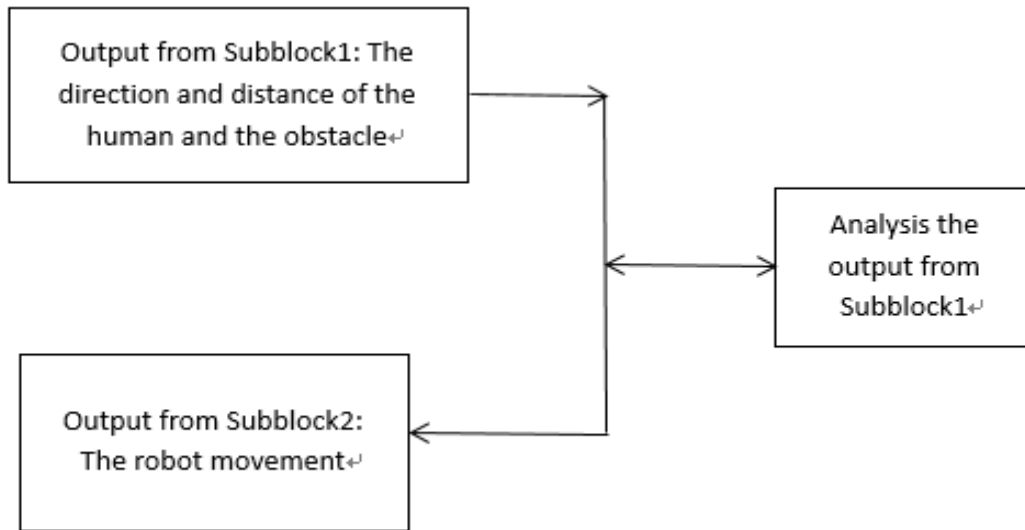 Output from Subblock1: The
direction and distance of the
human and the obstacle↵
Analysis the
output from
Subblock1↵
Output from Subblock2:
The robot movement↵